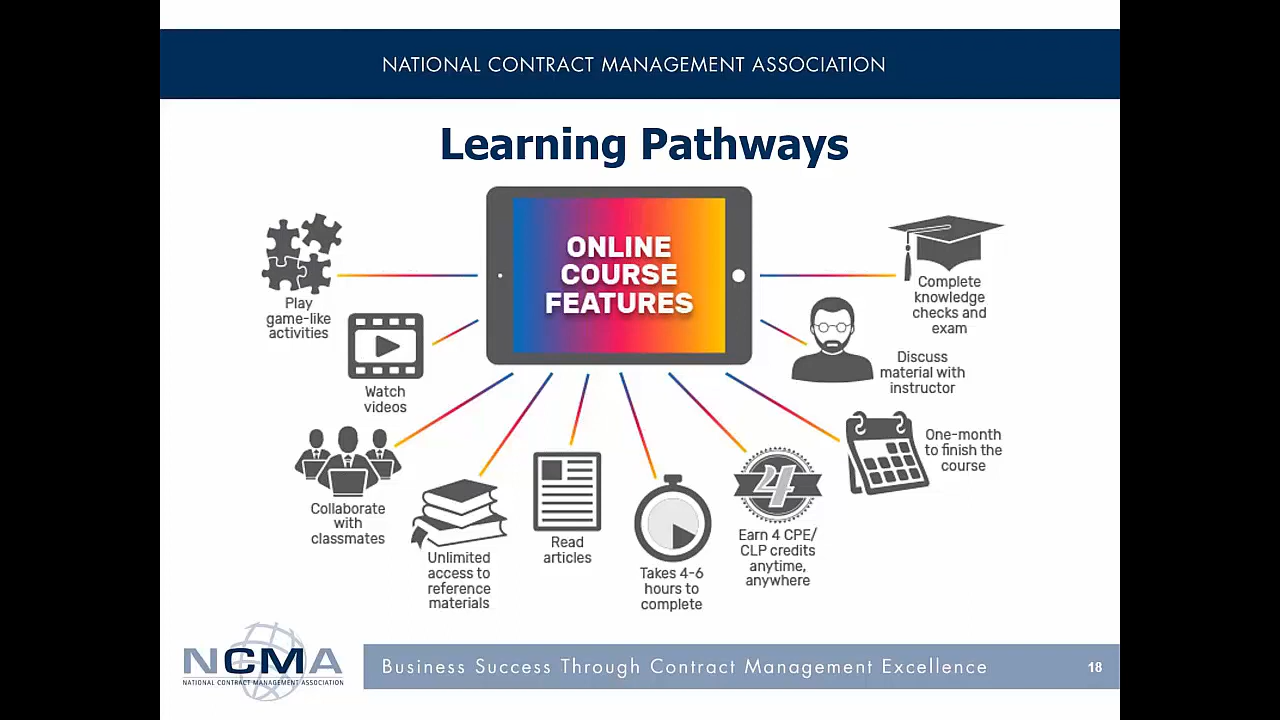 NATIONAL CONTRACT MANAGEMENT ASSOCIATION
Learning Pathways
ONLINE
COURSE
FEATURES
Play
game-like
activities
Watch
videos
Collaborate
with
classmates
Unlimited
access to
reference
materials
Read
articles
Takes 4-6
hours to
complete
4
Earn 4 CPE/
CLP credits
anytime,
anywhere
One-month
to finish the
course
Discuss
material with
instructor
Complete
knowledge
checks and
exam
NCMA
NATIONAL CONTRACT MANAGEMENT ASSOCIATION
Business Success Through Contract Management Excellence
18